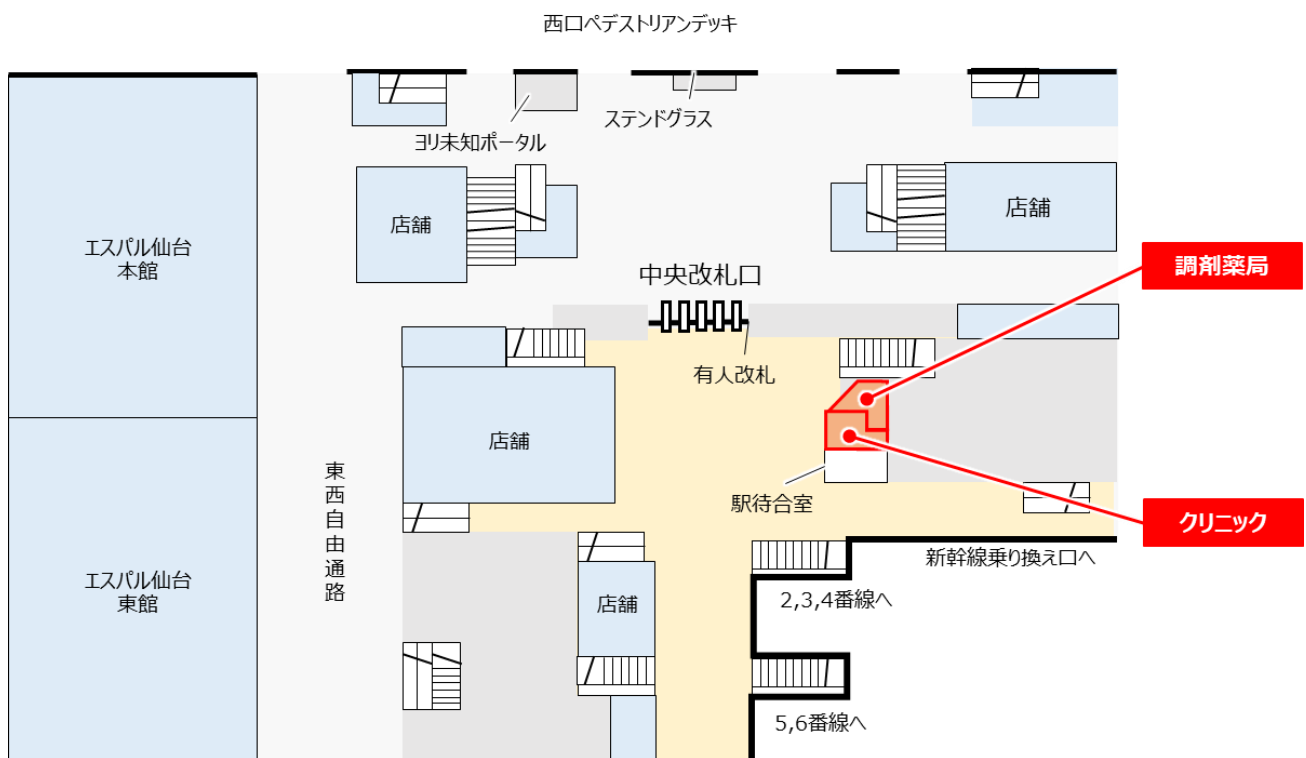 西口ペデストリアンデッキ
ステンドグラス
ヨリ未知ポータル
店舗
店舗
エスパル仙台
本館
中央改札口
調剤薬局
有人改札
店舗
駅待合室
東西自由通路
クリニック
新幹線乗り換え口へ
エスパル仙台
東館
店舗
2,3,4番線へ
5,6番線へ